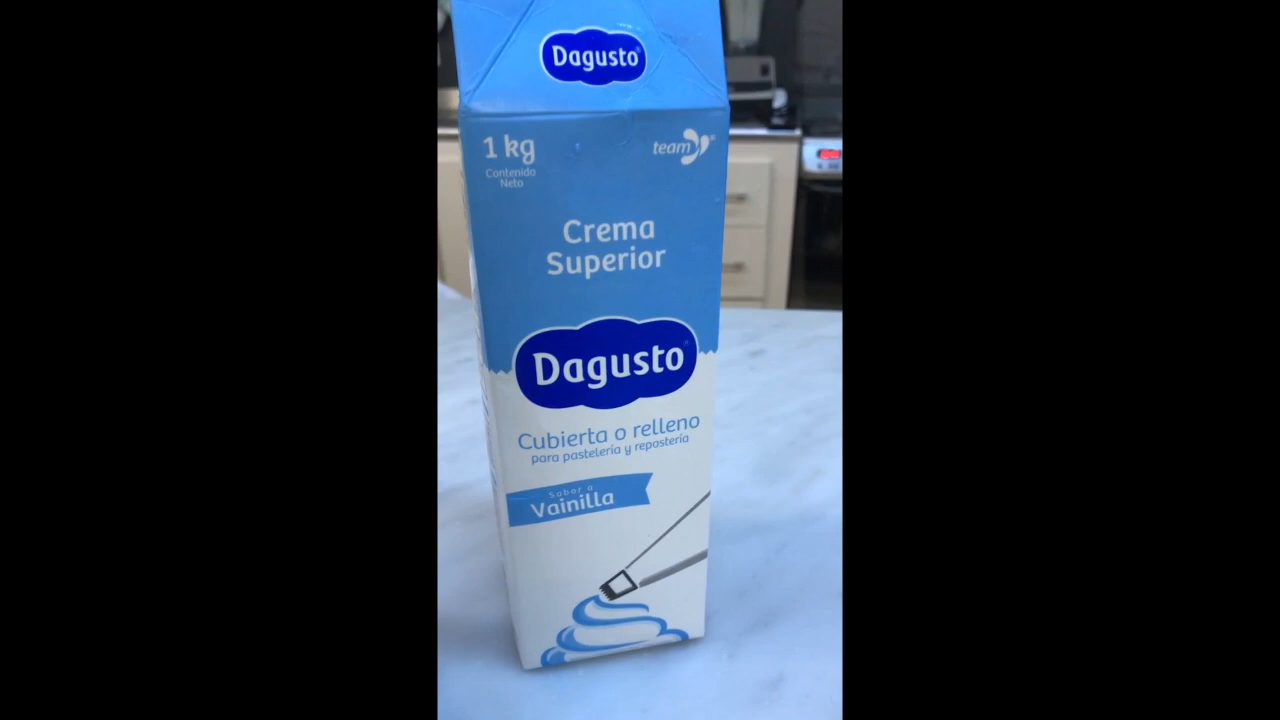 Dagusto
1 kg
Contenido
Neto
team
Crema
Superior
Dagusto
Cubierta o relleno
para pastelería y repostería
Sabor a
Vainilla